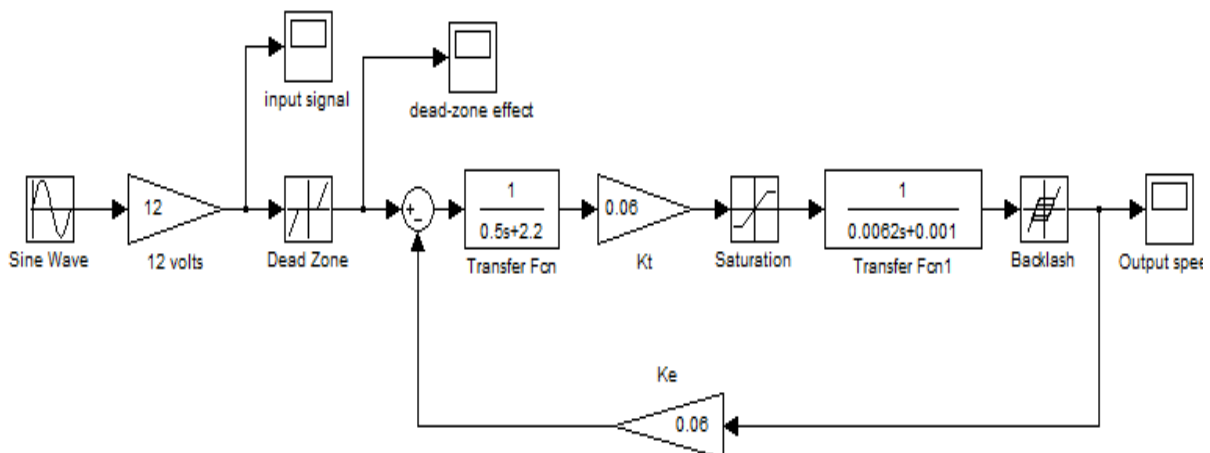 input signal
dead-zone effect
Sine Wave
12
12 volts
Dead Zone
+
−
1
0.5s+2.2
Transfer Fcn
0.06
Kt
Saturation
1
0.0062s+0.001
Transfer Fcn1
Backlash
Output spee
Ke
0.06